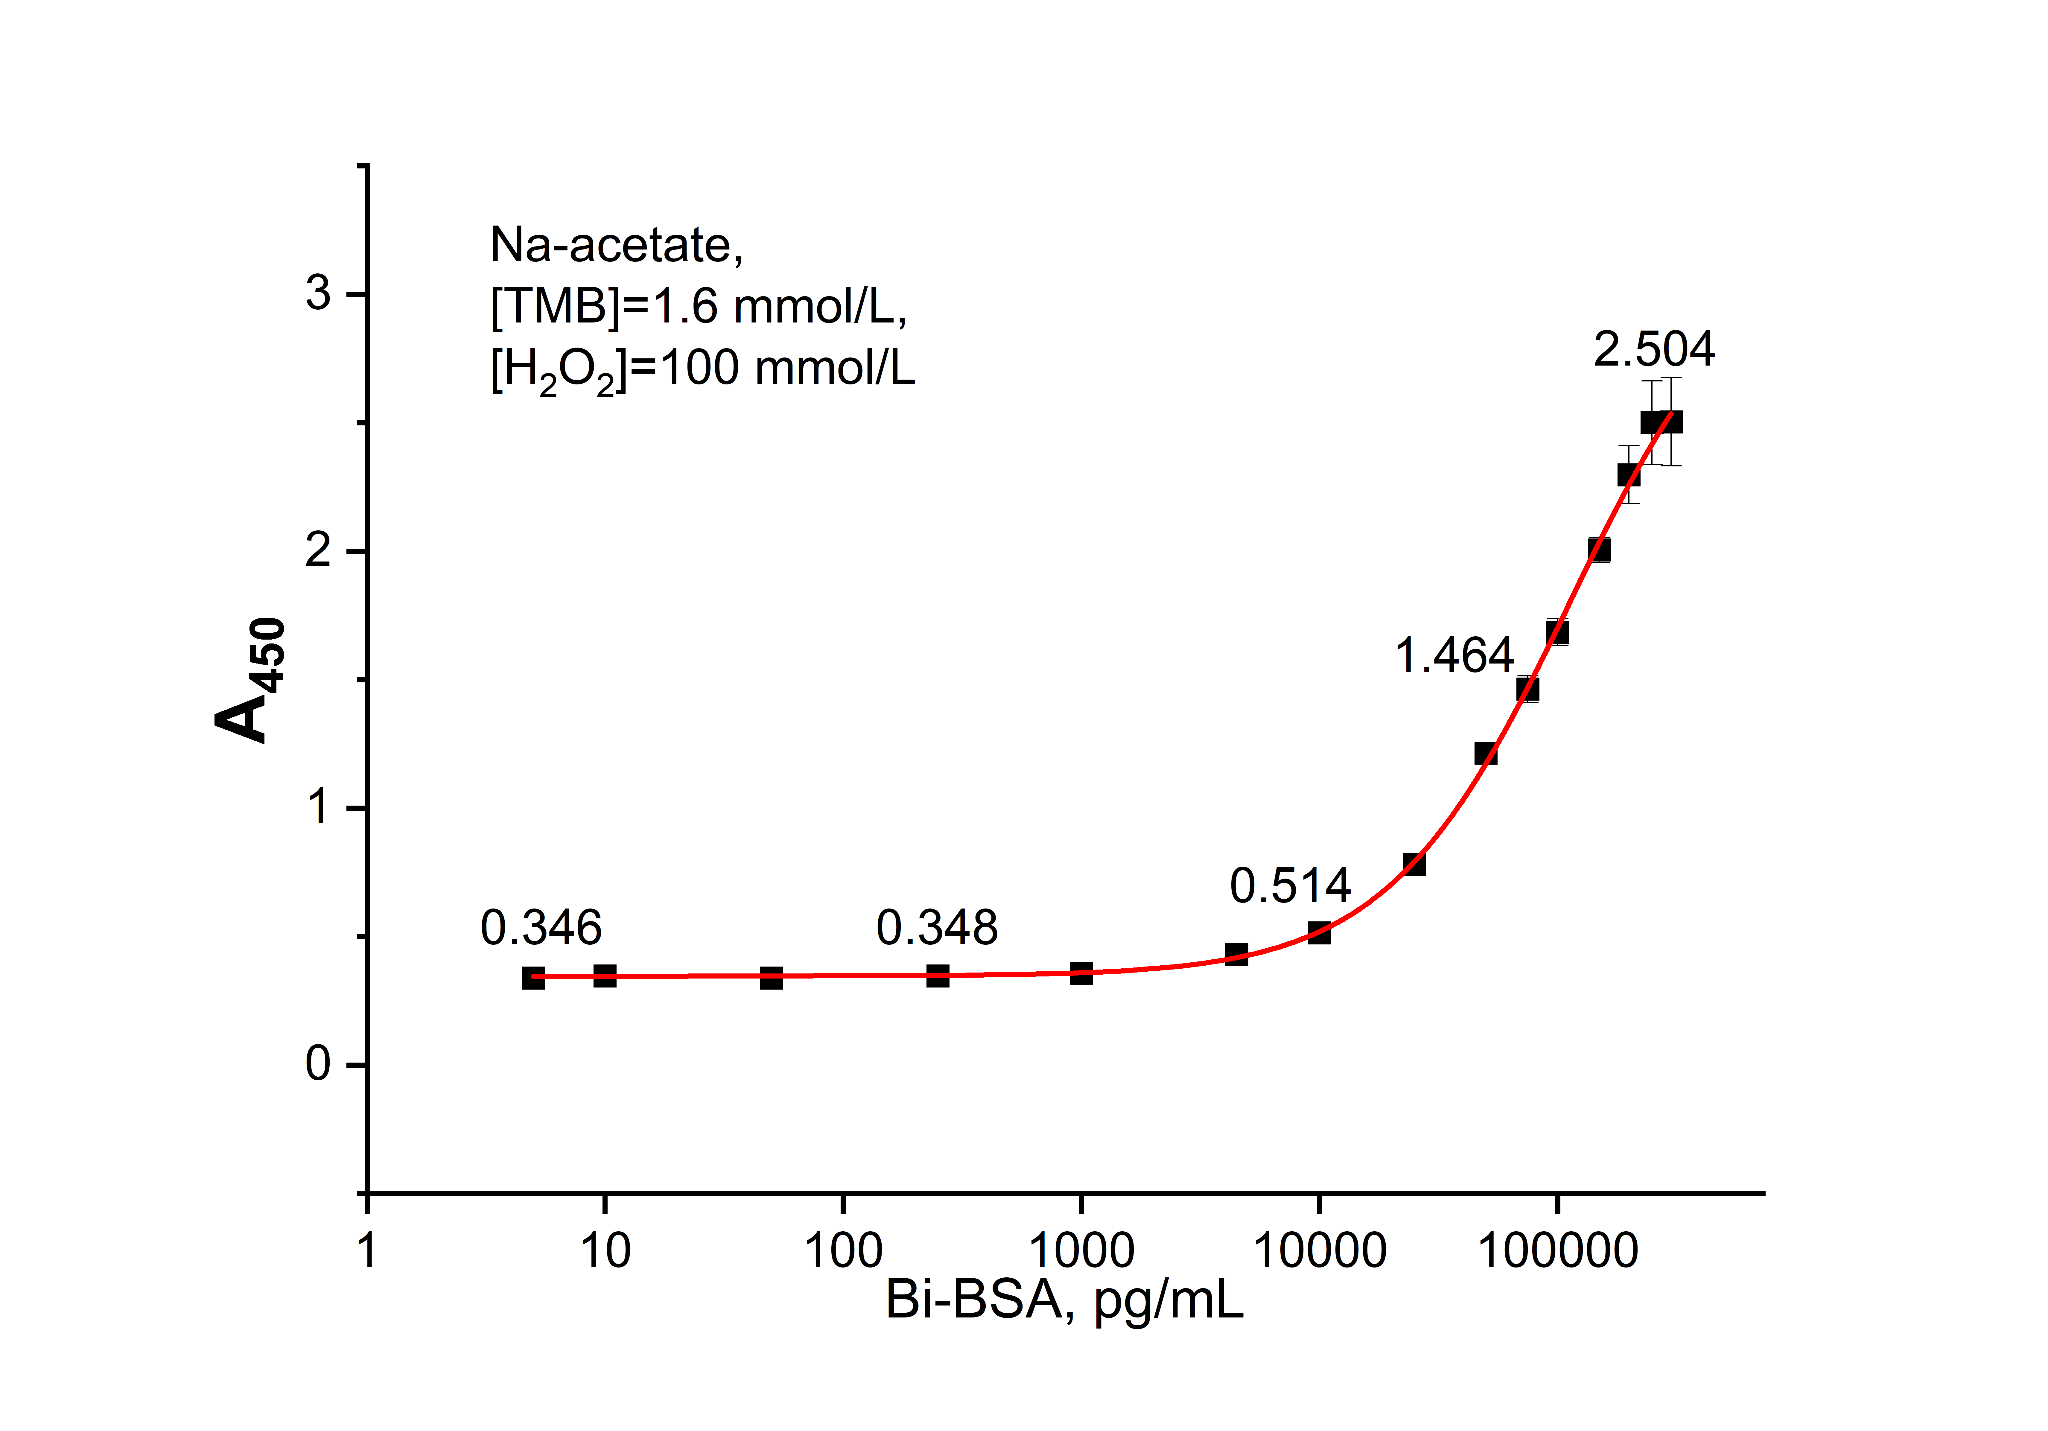 Na-acetate,
[TMB]=1.6 mmol/L,
[H₂O₂]=100 mmol/L
3
2
1
0
A₄₅₀
0.346
0.348
0.514
1.464
2.504
1 10 100 1000 10000 100000
Bi-BSA, pg/mL